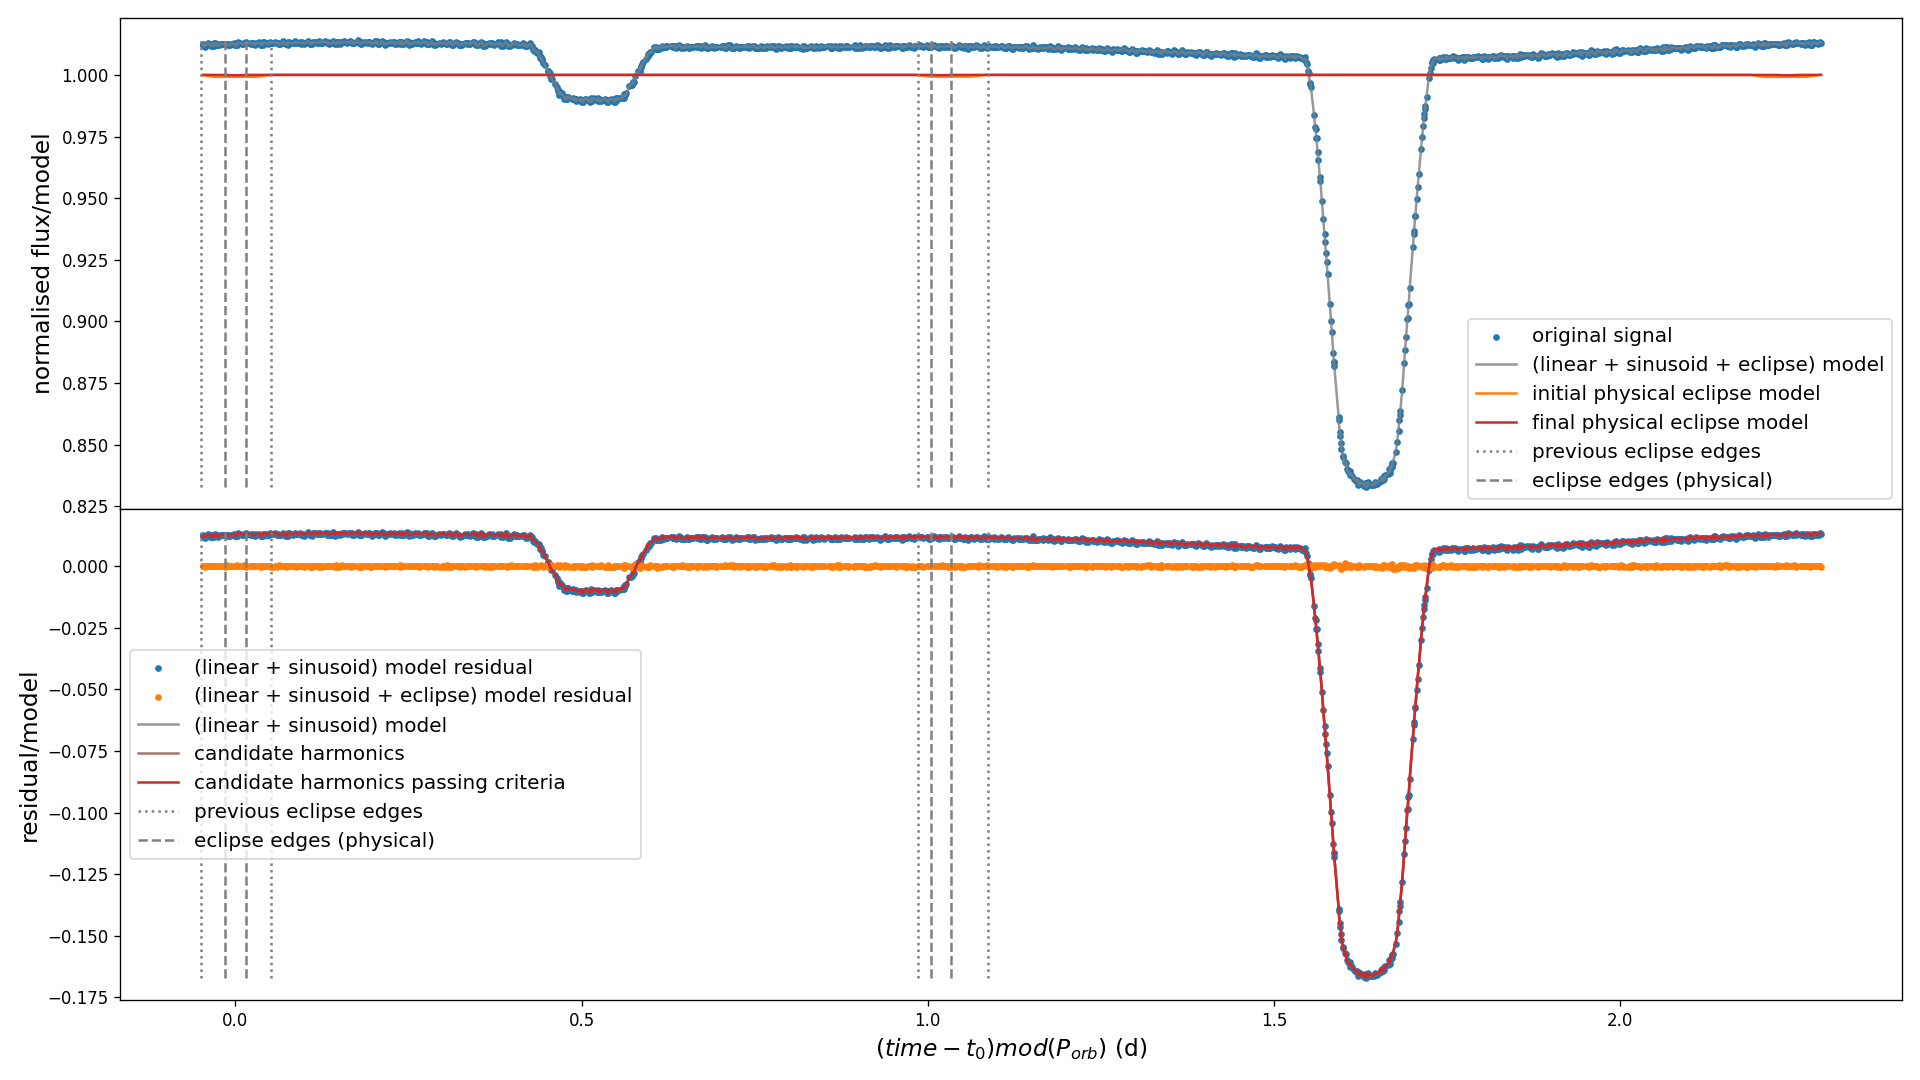 normalised flux/model
1.000
0.975
0.950
0.925
0.900
0.875
0.850
0.825
original signal
(linear + sinusoid + eclipse) model
initial physical eclipse model
final physical eclipse model
previous eclipse edges
eclipse edges (physical)
residual/model
0.000
−0.025
−0.050
−0.075
−0.100
−0.125
−0.150
−0.175
(linear + sinusoid) model residual
(linear + sinusoid + eclipse) model residual
(linear + sinusoid) model
candidate harmonics
candidate harmonics passing criteria
previous eclipse edges
eclipse edges (physical)
0.0 0.5 1.0 1.5 2.0
(time − t₀)mod(P_orb) (d)